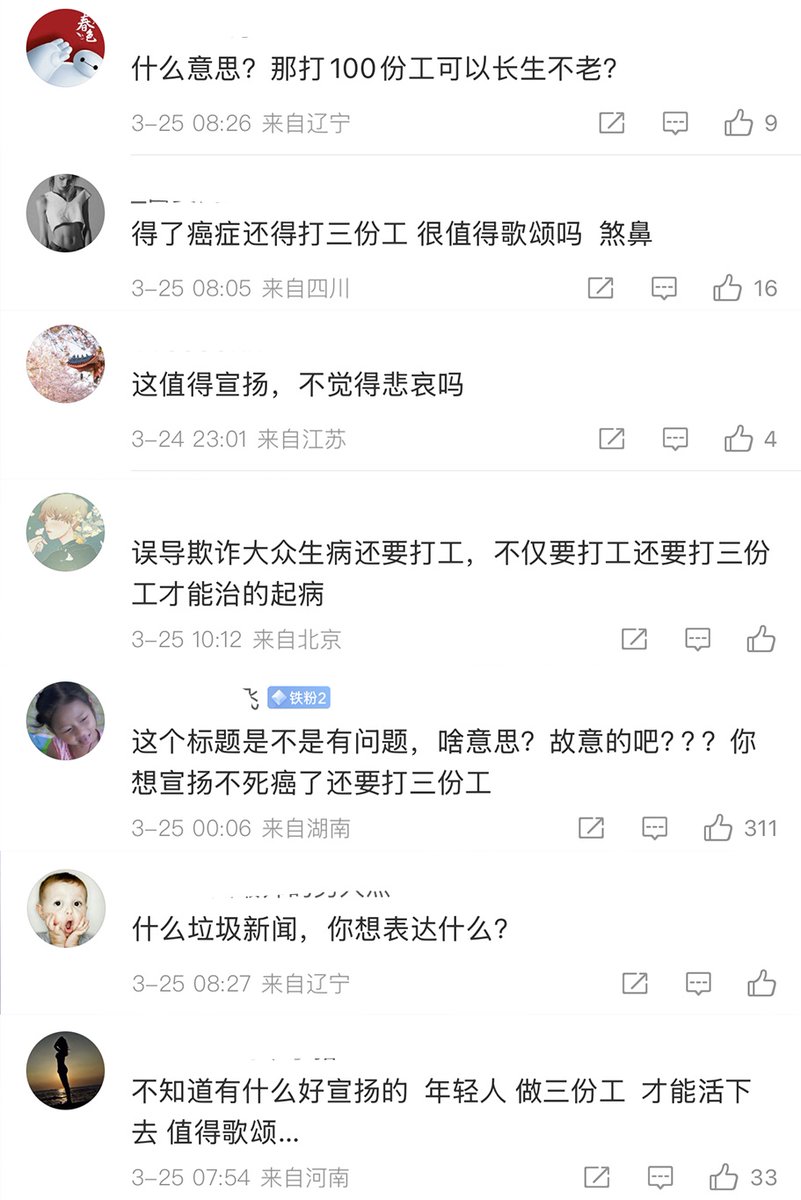 春色
什么意思？那打100份工可以长生不老？
3-25 08:26 来自辽宁
9
得了癌症还得打三份工 很值得歌颂吗 煞鼻
3-25 08:05 来自四川
16
这值得宣扬，不觉得悲哀吗
3-24 23:01 来自江苏
4
误导欺诈大众生病还要打工，不仅要打工还要打三份
工才能治的起病
3-25 10:12 来自北京
飞 铁粉2
这个标题是不是有问题，啥意思？故意的吧？？？你
想宣扬不死癌了还要打三份工
3-25 00:06 来自湖南
311
什么垃圾新闻，你想表达什么？
3-25 08:27 来自辽宁
不知道有什么好宣扬的 年轻人 做三份工 才能活下
去 值得歌颂...
3-25 07:54 来自河南
33